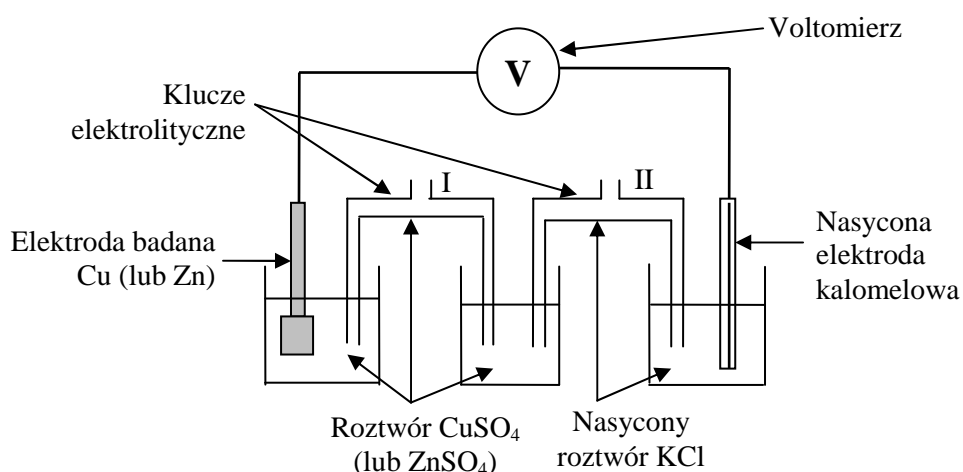 Voltomierz
V
Klucze
elektrolityczne
I
II
Elektroda badana
Cu (lub Zn)
Nasycona
elektroda
kalomelowa
Roztwór CuSO₄
(lub ZnSO₄)
Nasycony
roztwór KCl